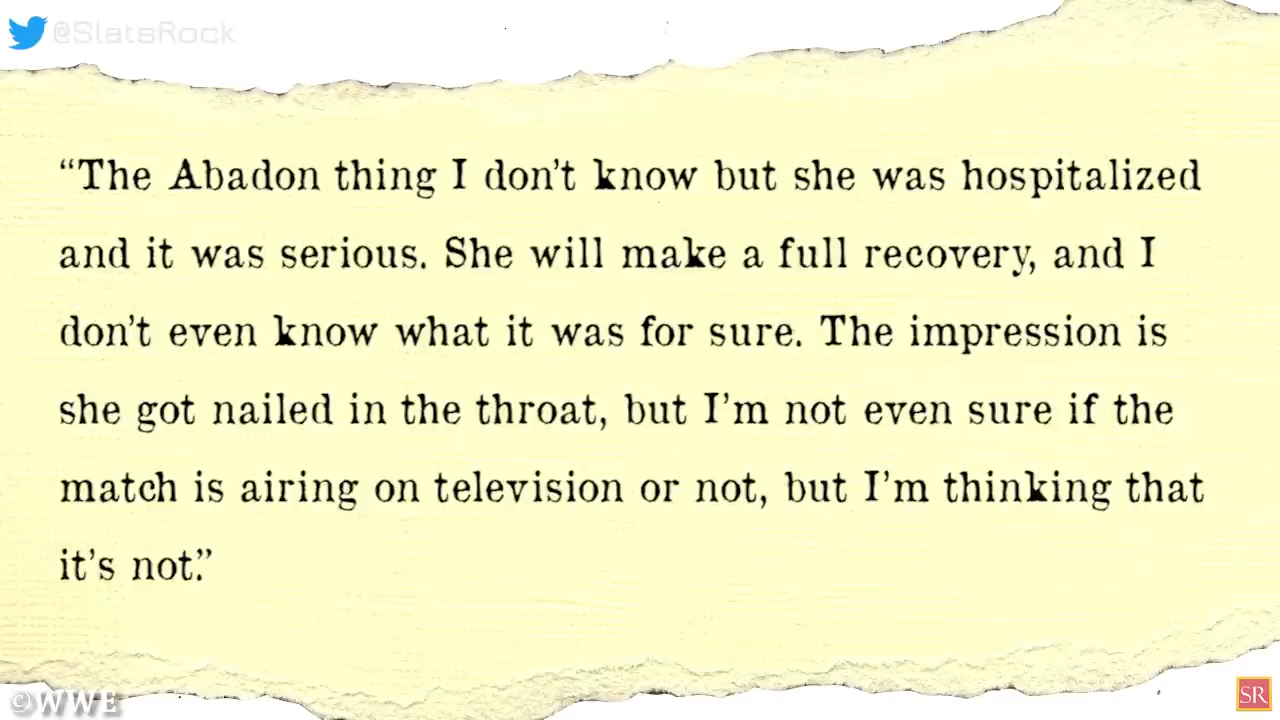 @SlatsRock
“The Abadon thing I don’t know but she was hospitalized
and it was serious. She will make a full recovery, and I
don’t even know what it was for sure. The impression is
she got nailed in the throat, but I’m not even sure if the
match is airing on television or not, but I’m thinking that
it’s not.”
©WWE
SR